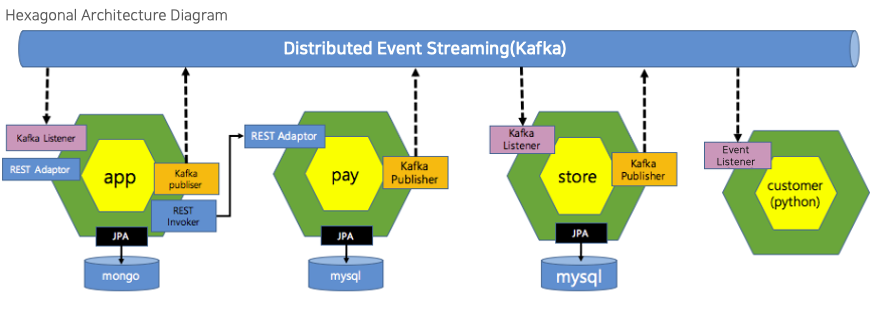 Hexagonal Architecture Diagram
Distributed Event Streaming(Kafka)
Kafka Listener
REST Adaptor
app
Kafka
publiser
REST
Invoker
JPA
mongo
REST Adaptor
pay
Kafka
Publisher
JPA
mysql
Kafka
Listener
store
Kafka
Publisher
JPA
mysql
Event
Listener
customer
(python)